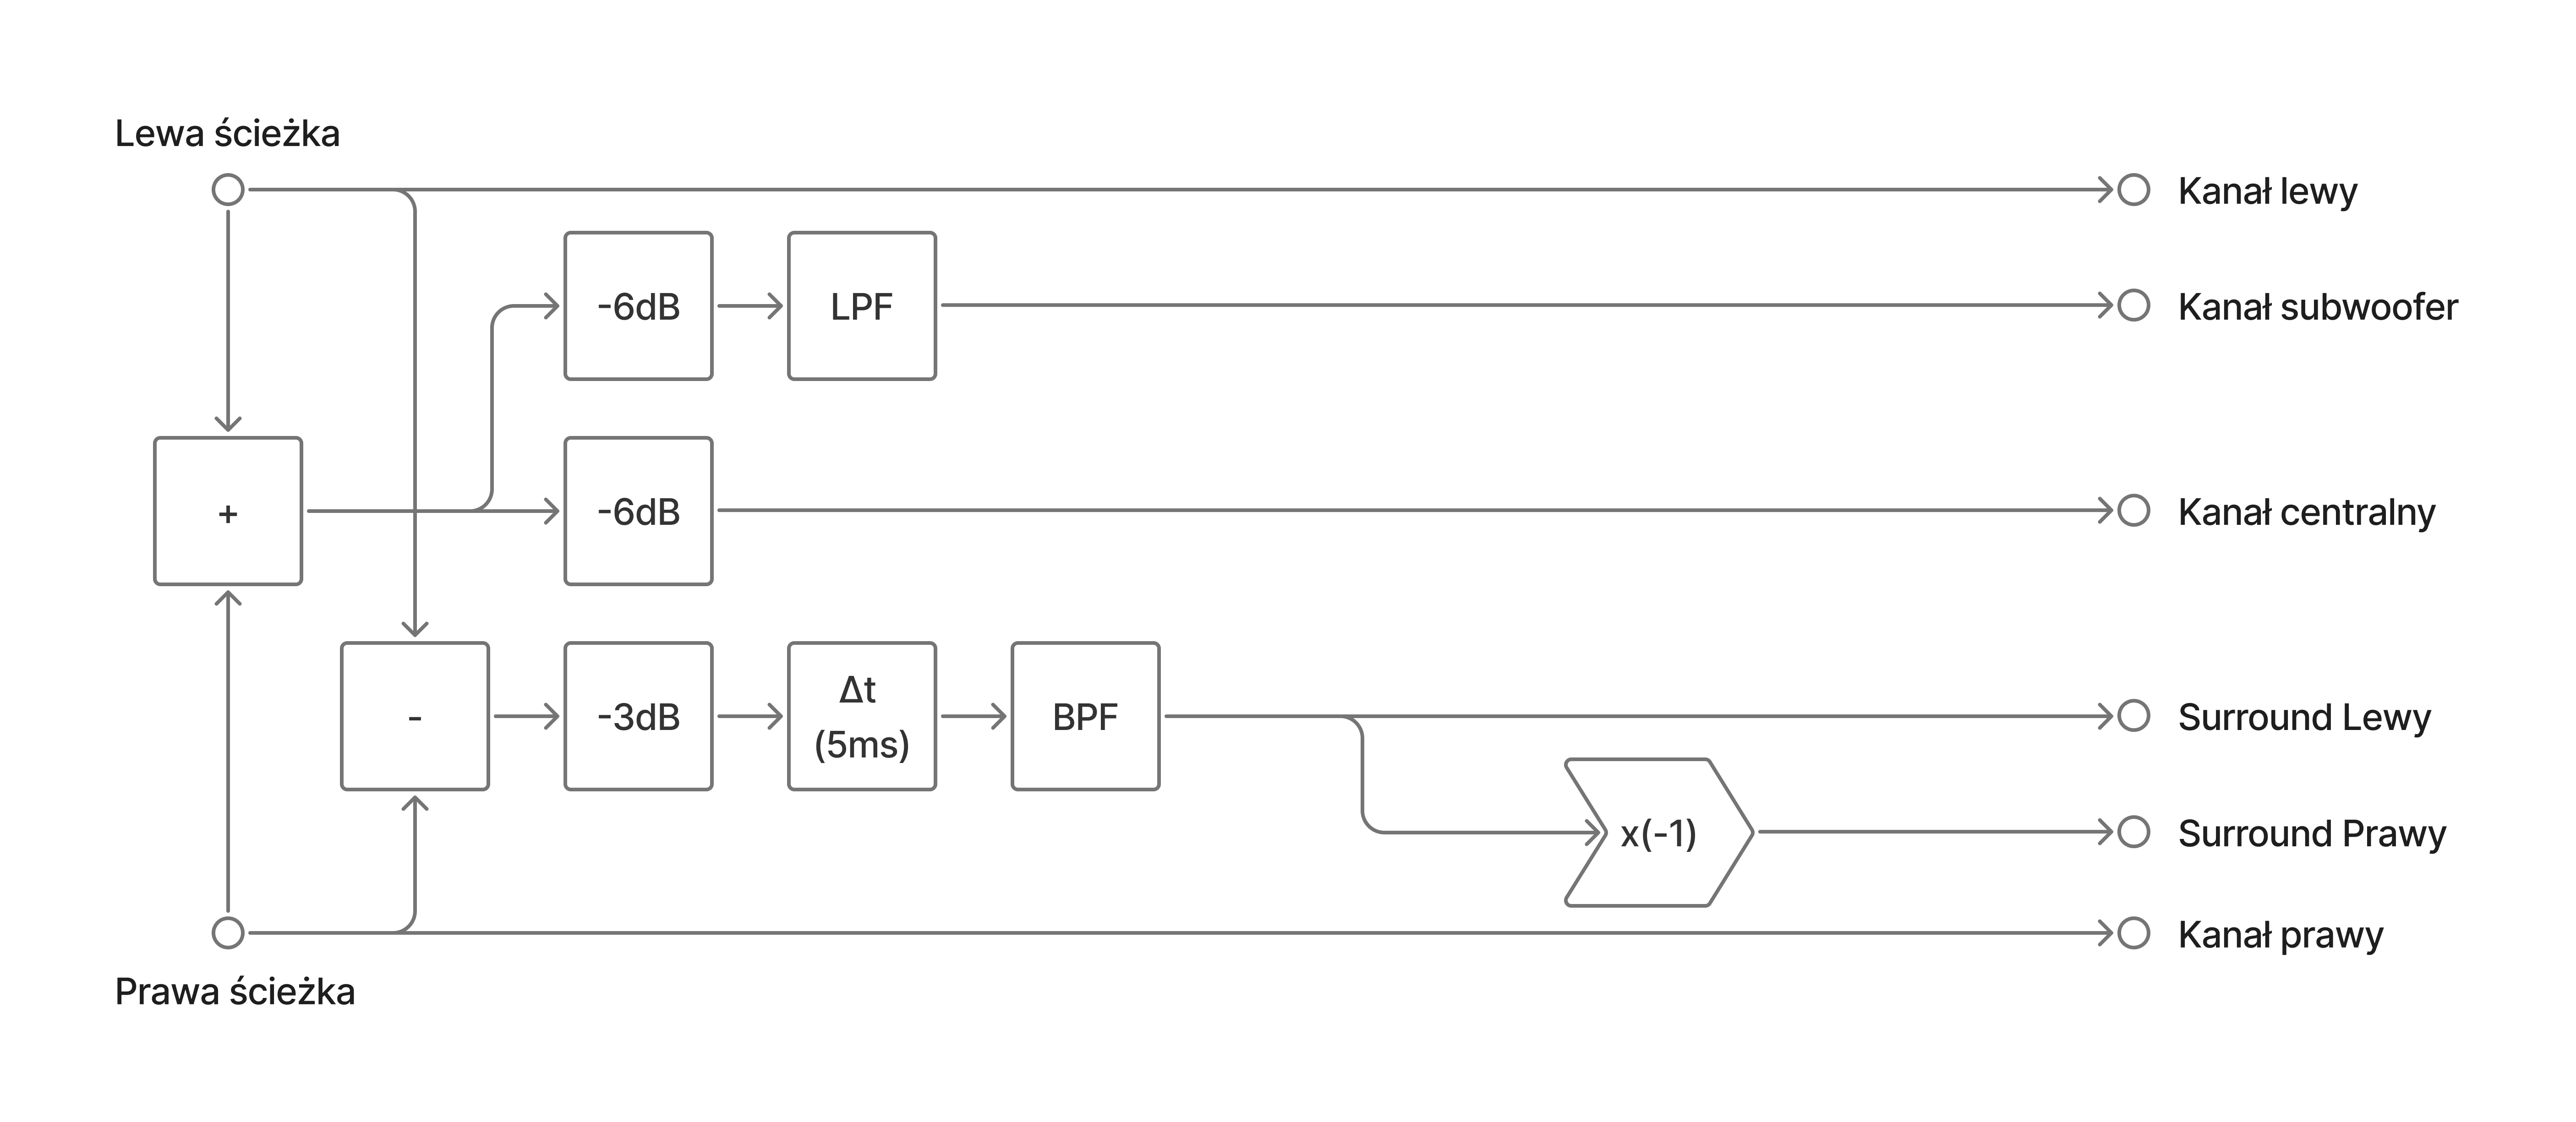 Lewa ścieżka
Kanał lewy
-6dB
LPF
Kanał subwoofer
+
-6dB
Kanał centralny
-
-3dB
Δt
(5ms)
BPF
Surround Lewy
x(-1)
Surround Prawy
Kanał prawy
Prawa ścieżka